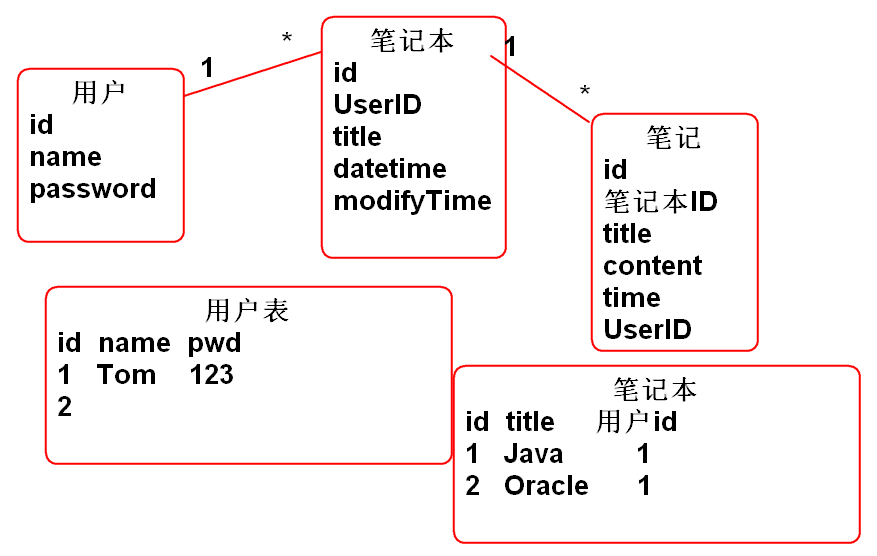 用户
id
name
password
1
*
笔记本
id
UserID
title
datetime
modifyTime
1
*
笔记
id
笔记本ID
title
content
time
UserID
用户表
id name pwd
1 Tom 123
2
笔记本
id title 用户id
1 Java 1
2 Oracle 1